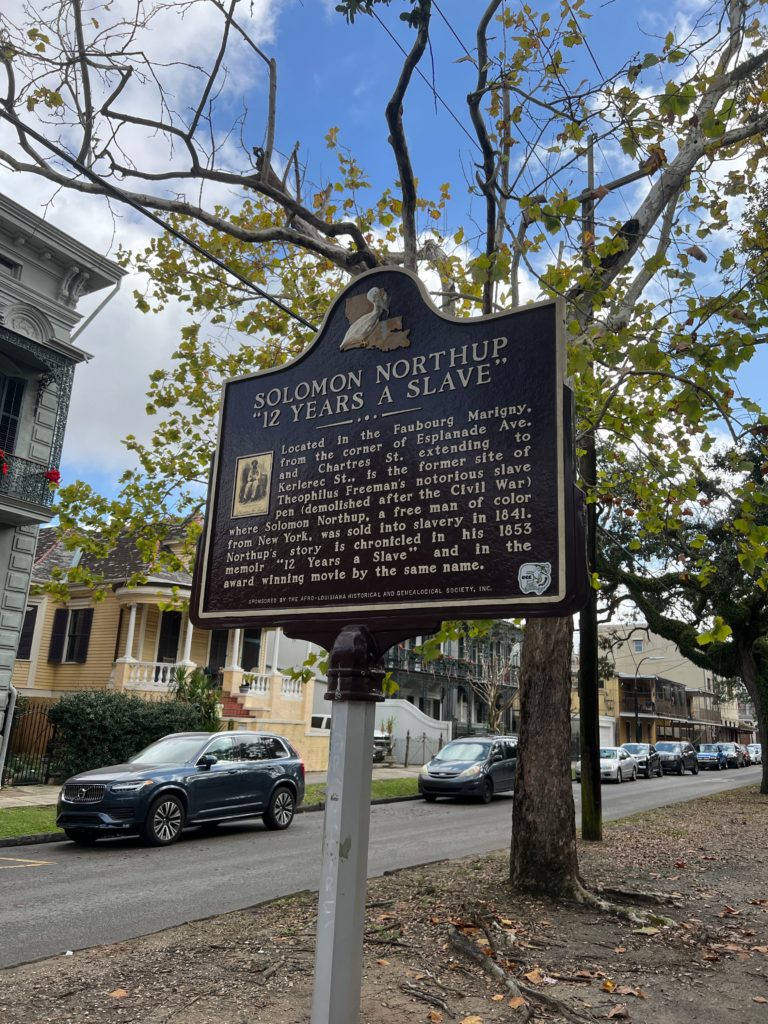 SOLOMON NORTHUP
"12 YEARS A SLAVE"
Located in the Faubourg Marigny,
from the corner of Esplanade Ave.
and Chartres St. extending to
Kerlerec St., is the former site of
Theophilus Freeman's notorious slave
pen (demolished after the Civil War)
where Solomon Northup, a free man of color
from New York, was sold into slavery in 1841.
Northup's story is chronicled in his 1853
memoir "12 Years a Slave" and in the
award winning movie by the same name.
SPONSORED BY THE AFRO-LOUISIANA HISTORICAL AND GENEALOGICAL SOCIETY, INC.